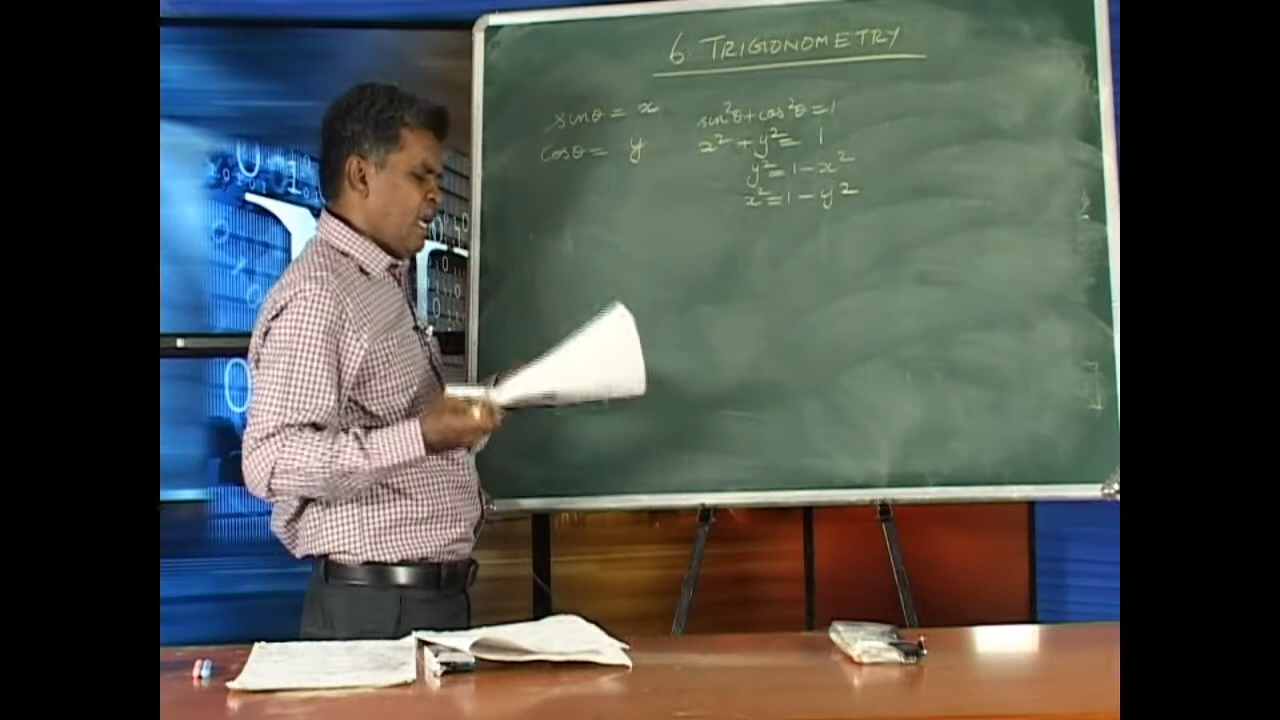 6. TRIGONOMETRY
sinθ = x
cosθ = y
sin²θ + cos²θ = 1
x² + y² = 1
y² = 1 - x²
x² = 1 - y²